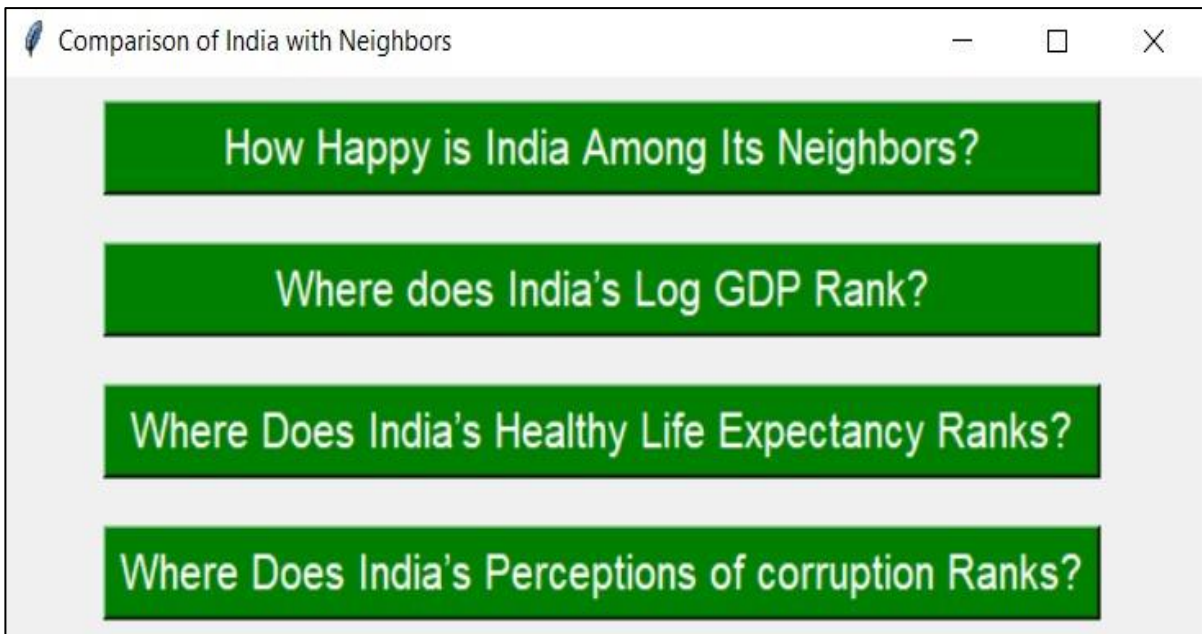 Comparison of India with Neighbors
How Happy is India Among Its Neighbors?
Where does India’s Log GDP Rank?
Where Does India’s Healthy Life Expectancy Ranks?
Where Does India’s Perceptions of corruption Ranks?